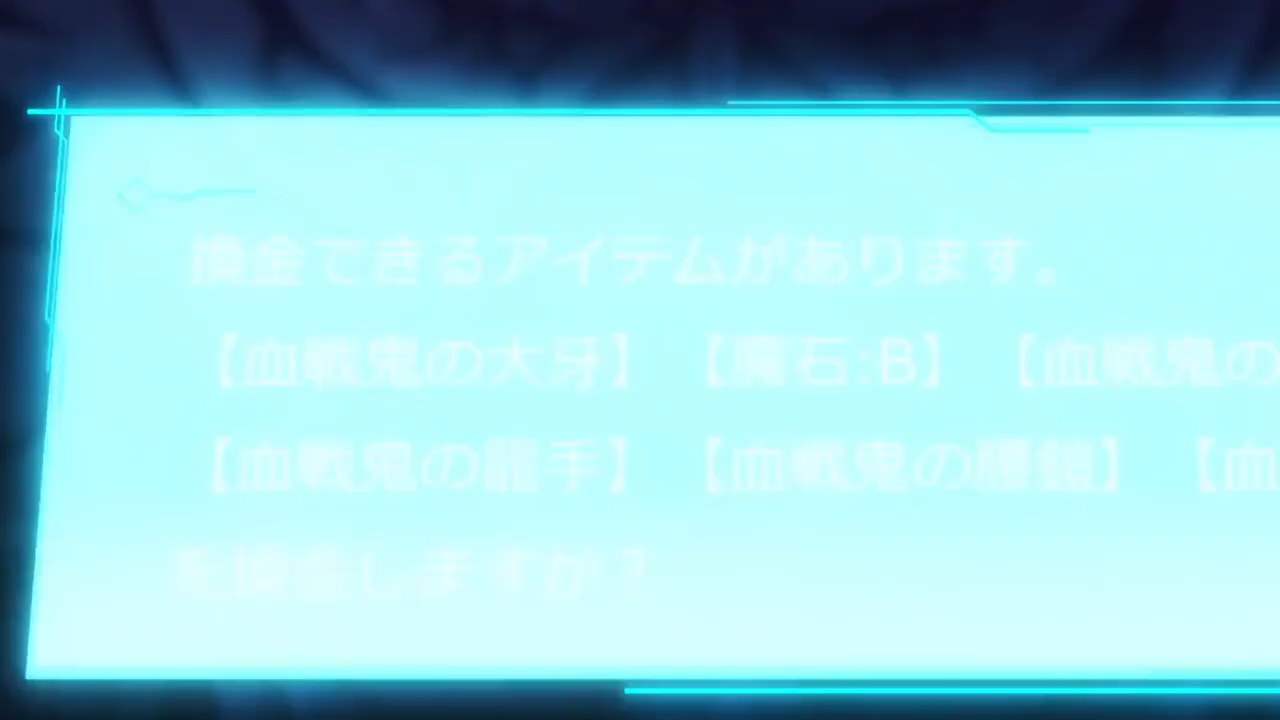 換金できるアイテムがあります。
【血戦鬼の大牙】 【魔石:B】 【血戦鬼の
【血戦鬼の籠手】 【血戦鬼の腰鎧】 【血
を換金しますか？